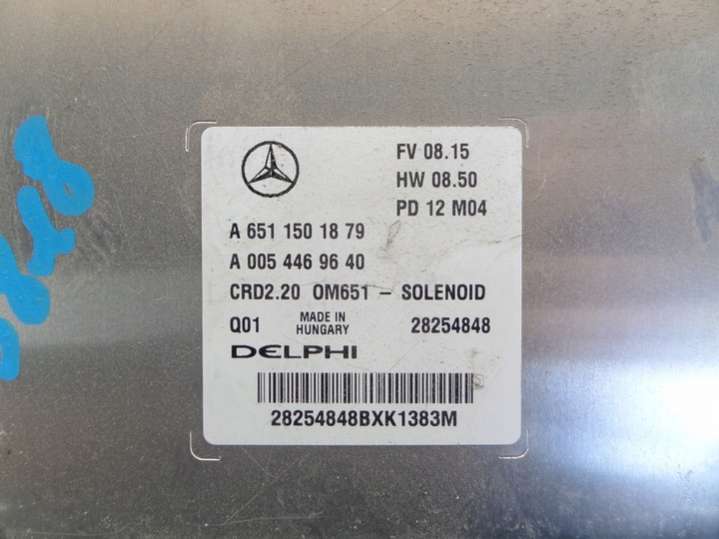 FV 08.15
HW 08.50
PD 12 M04
A 651 150 18 79
A 005 446 96 40
CRD2.20 OM651 - SOLENOID
Q01 MADE IN HUNGARY 28254848
DELPHI
28254848BXK1383M